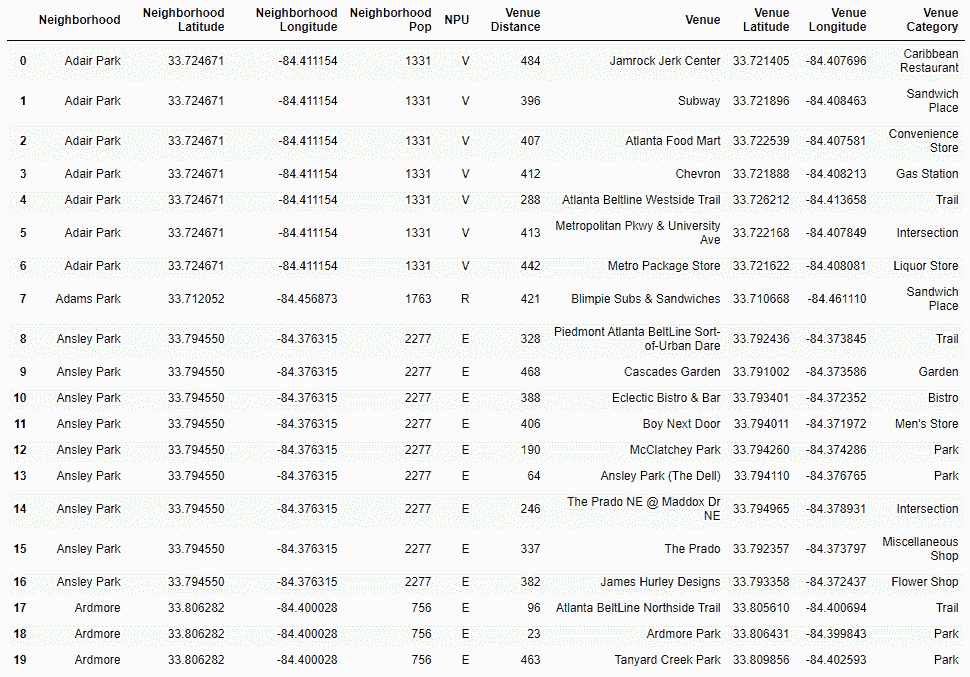 Neighborhood Neighborhood Latitude Neighborhood Longitude Neighborhood Pop NPU Venue Distance Venue Venue Latitude Venue Longitude Venue Category
0 Adair Park 33.724671 -84.411154 1331 V 484 Jamrock Jerk Center 33.721405 -84.407696 Caribbean Restaurant
1 Adair Park 33.724671 -84.411154 1331 V 396 Subway 33.721896 -84.408463 Sandwich Place
2 Adair Park 33.724671 -84.411154 1331 V 407 Atlanta Food Mart 33.722539 -84.407581 Convenience Store
3 Adair Park 33.724671 -84.411154 1331 V 412 Chevron 33.721888 -84.408213 Gas Station
4 Adair Park 33.724671 -84.411154 1331 V 288 Atlanta Beltline Westside Trail 33.726212 -84.413658 Trail
5 Adair Park 33.724671 -84.411154 1331 V 413 Metropolitan Pkwy & University Ave 33.722168 -84.407849 Intersection
6 Adair Park 33.724671 -84.411154 1331 V 442 Metro Package Store 33.721622 -84.408081 Liquor Store
7 Adams Park 33.712052 -84.456873 1763 R 421 Blimpie Subs & Sandwiches 33.710668 -84.461110 Sandwich Place
8 Ansley Park 33.794550 -84.376315 2277 E 328 Piedmont Atlanta BeltLine Sort-of-Urban Dare 33.792436 -84.373845 Trail
9 Ansley Park 33.794550 -84.376315 2277 E 468 Cascades Garden 33.791002 -84.373586 Garden
10 Ansley Park 33.794550 -84.376315 2277 E 388 Eclectic Bistro & Bar 33.793401 -84.372352 Bistro
11 Ansley Park 33.794550 -84.376315 2277 E 406 Boy Next Door 33.794011 -84.371972 Men's Store
12 Ansley Park 33.794550 -84.376315 2277 E 190 McClatchey Park 33.794260 -84.374286 Park
13 Ansley Park 33.794550 -84.376315 2277 E 64 Ansley Park (The Dell) 33.794110 -84.376765 Park
14 Ansley Park 33.794550 -84.376315 2277 E 246 The Prado NE @ Maddox Dr NE 33.794965 -84.378931 Intersection
15 Ansley Park 33.794550 -84.376315 2277 E 337 The Prado 33.792357 -84.373797 Miscellaneous Shop
16 Ansley Park 33.794550 -84.376315 2277 E 382 James Hurley Designs 33.793358 -84.372437 Flower Shop
17 Ardmore 33.806282 -84.400028 756 E 96 Atlanta BeltLine Northside Trail 33.805610 -84.400694 Trail
18 Ardmore 33.806282 -84.400028 756 E 23 Ardmore Park 33.806431 -84.399843 Park
19 Ardmore 33.806282 -84.400028 756 E 463 Tanyard Creek Park 33.809856 -84.402593 Park